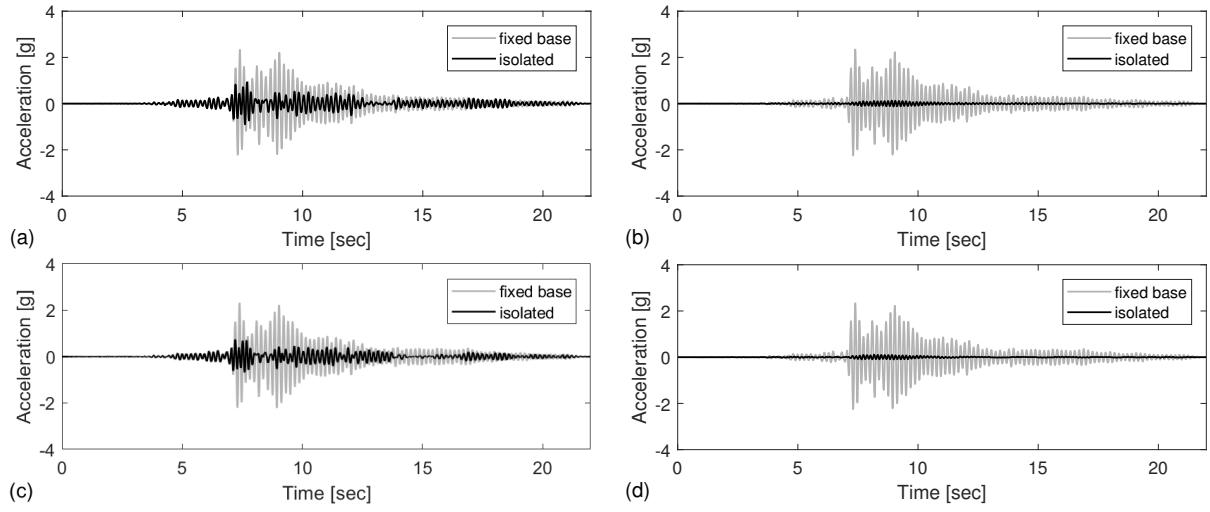 4
2
0
-2
-4
Acceleration [g]
fixed base
isolated
0 5 10 15 20
Time [sec]
(a)
4
2
0
-2
-4
Acceleration [g]
fixed base
isolated
0 5 10 15 20
Time [sec]
(b)
4
2
0
-2
-4
Acceleration [g]
fixed base
isolated
0 5 10 15 20
Time [sec]
(c)
4
2
0
-2
-4
Acceleration [g]
fixed base
isolated
0 5 10 15 20
Time [sec]
(d)